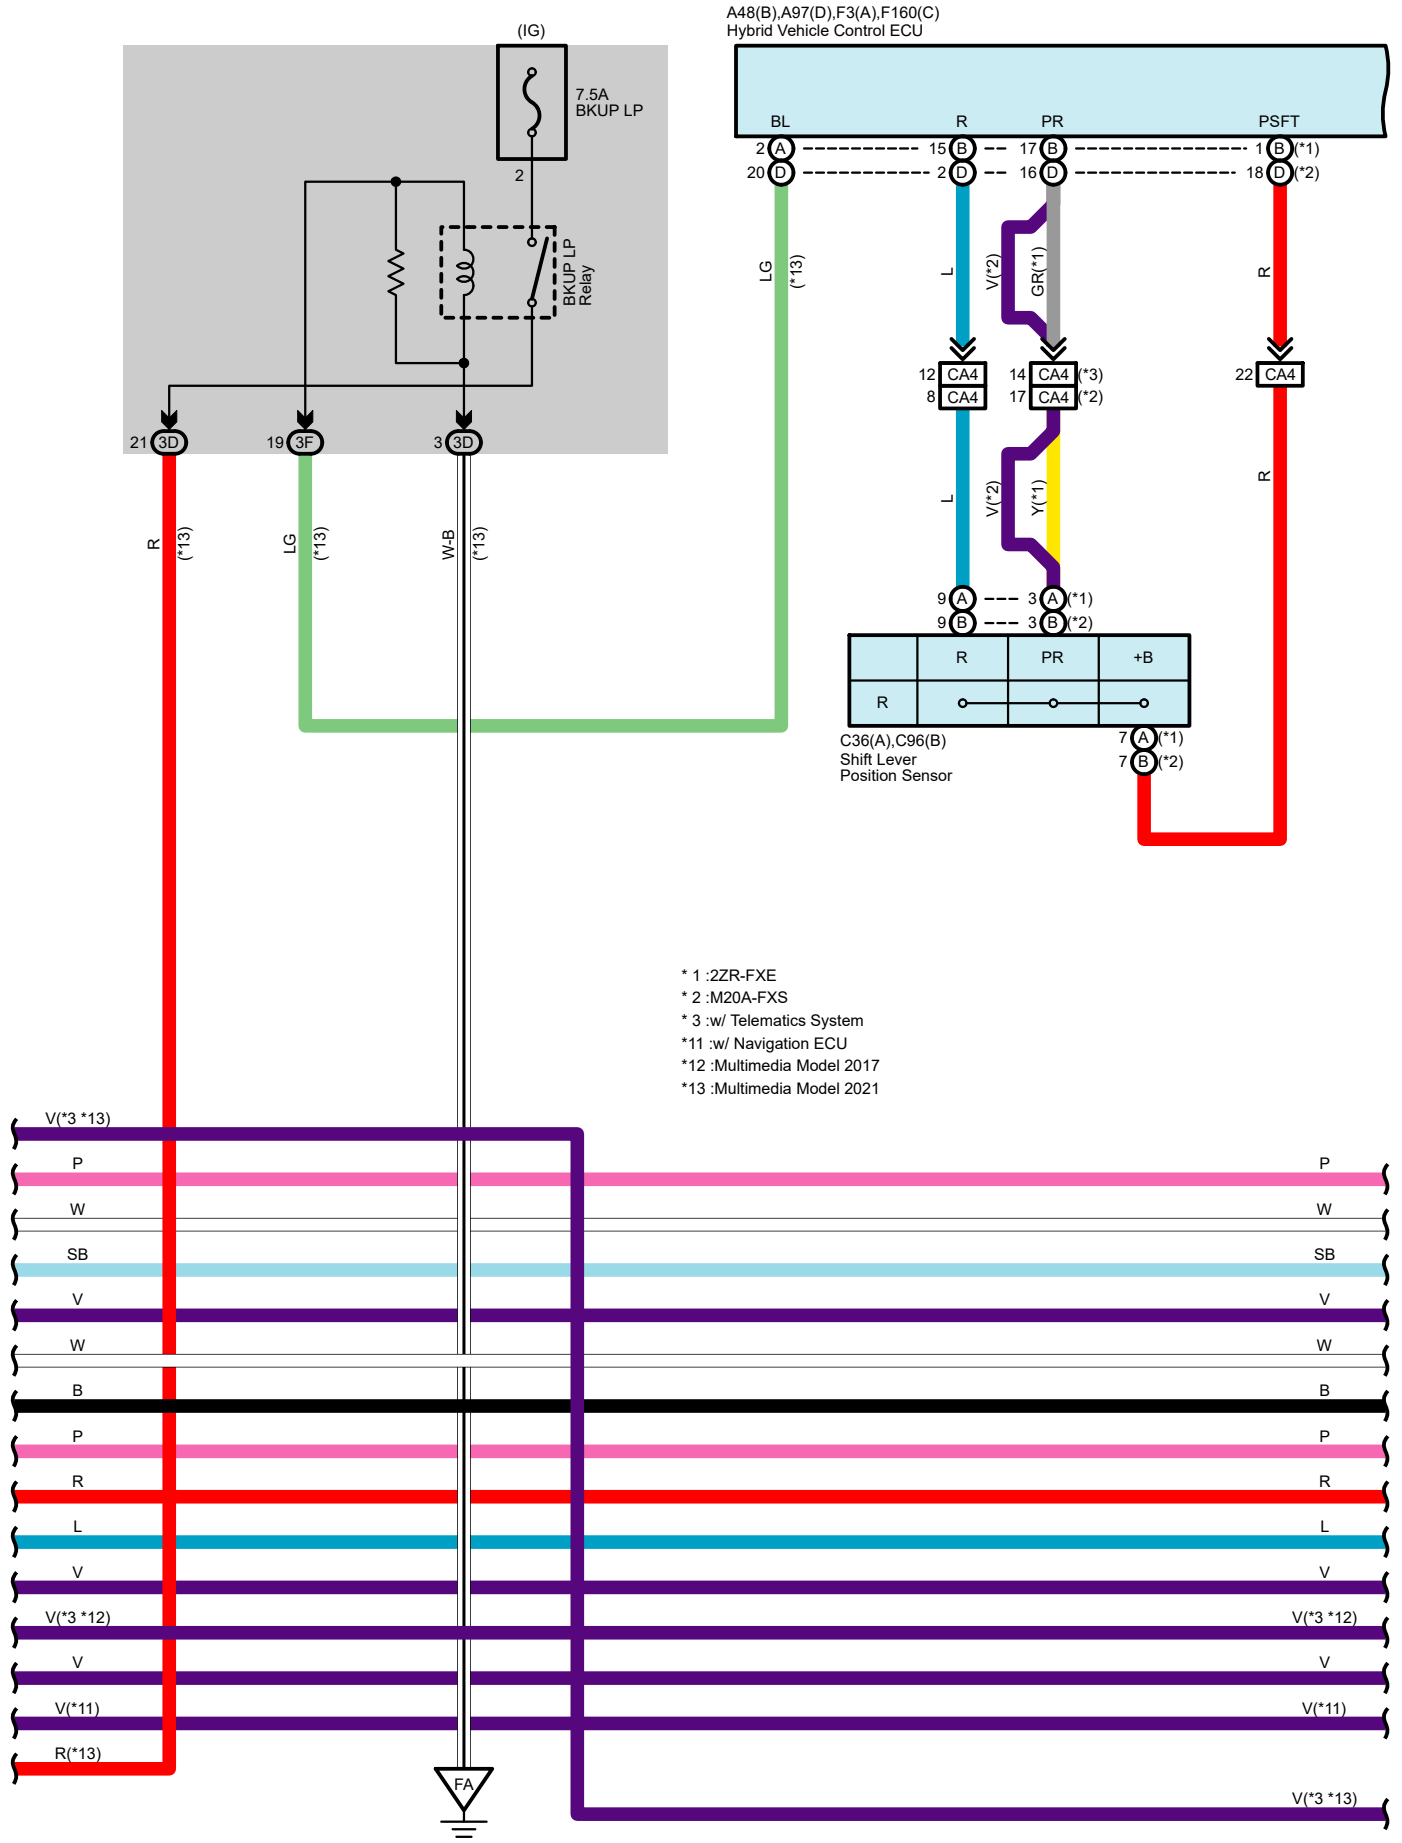 A48(B),A97(D),F3(A),F160(C)
Hybrid Vehicle Control ECU
(IG)
7.5A
BKUP LP
2
BKUP LP
Relay
21 3D
19 3F
3 3D
R
(*13)
LG
(*13)
W-B
(*13)
BL
R
PR
PSFT
2 A
15 B
17 B
1 B (*1)
20 D
2 D
16 D
18 D (*2)
LG
(*13)
L
V(*2)
GR(*1)
R
12 CA4
14 CA4 (*3)
22 CA4
8 CA4
17 CA4 (*2)
L
V(*2)
Y(*1)
R
9 A
3 A (*1)
9 B
3 B (*2)
R
PR
+B
R
C36(A),C96(B)
Shift Lever
Position Sensor
7 A (*1)
7 B (*2)
* 1 :2ZR-FXE
* 2 :M20A-FXS
* 3 :w/ Telematics System
*11 :w/ Navigation ECU
*12 :Multimedia Model 2017
*13 :Multimedia Model 2021
V(*3 *13)
P P
W W
SB SB
V V
W W
B B
P P
R R
L L
V V
V(*3 *12) V(*3 *12)
V V
V(*11) V(*11)
R(*13)
FA
V(*3 *13)